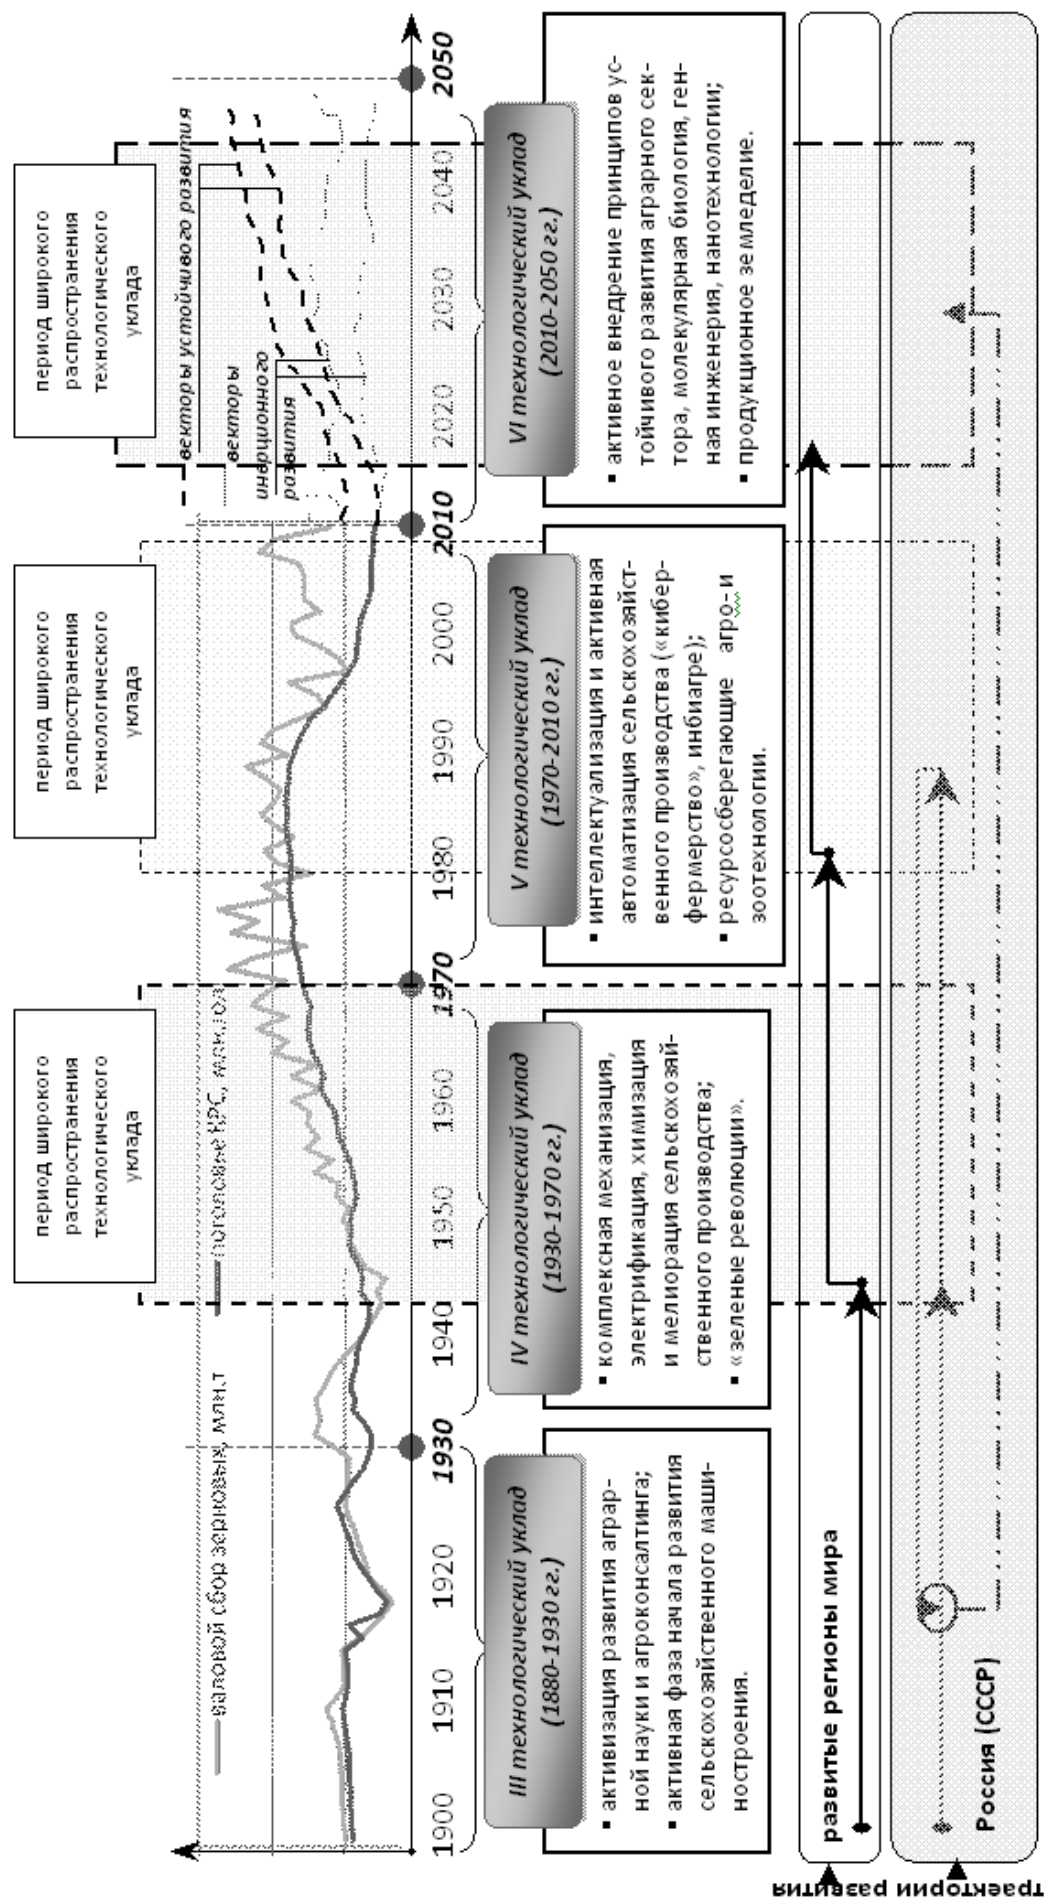 период широкого
распространения
технологического
уклада
период широкого
распространения
технологического
уклада
период широкого
распространения
технологического
уклада
валовой сбор зерновых, млн.т
поголовье КРС, млн.гол
векторы устойчивого развития
векторы
инерционного
развития
1900
1910
1920
1930
1940
1950
1960
1970
1980
1990
2000
2010
2020
2030
2040
2050
III технологический уклад
(1880-1930 гг.)
▪ активизация развития аграр-
ной науки и агроконсалтинга;
▪ активная фаза начала развития
сельскохозяйственного маши-
ностроения.
IV технологический уклад
(1930-1970 гг.)
▪ комплексная механизация,
электрификация, химизация
и мелиорация сельскохозяй-
ственного производства;
▪ «зеленые революции».
V технологический уклад
(1970-2010 гг.)
▪ интеллектуализация и активная
автоматизация сельскохозяйст-
венного производства («кибер-
фермерство», инбиагре);
▪ ресурсосберегающие агро- и
зоотехнологии.
VI технологический уклад
(2010-2050 гг.)
▪ активное внедрение принципов ус-
тойчивого развития аграрного сек-
тора, молекулярная биология, ген-
ная инженерия, нанотехнологии;
▪ продукционное земледелие.
развитые регионы мира
Россия (СССР)
траектории развития